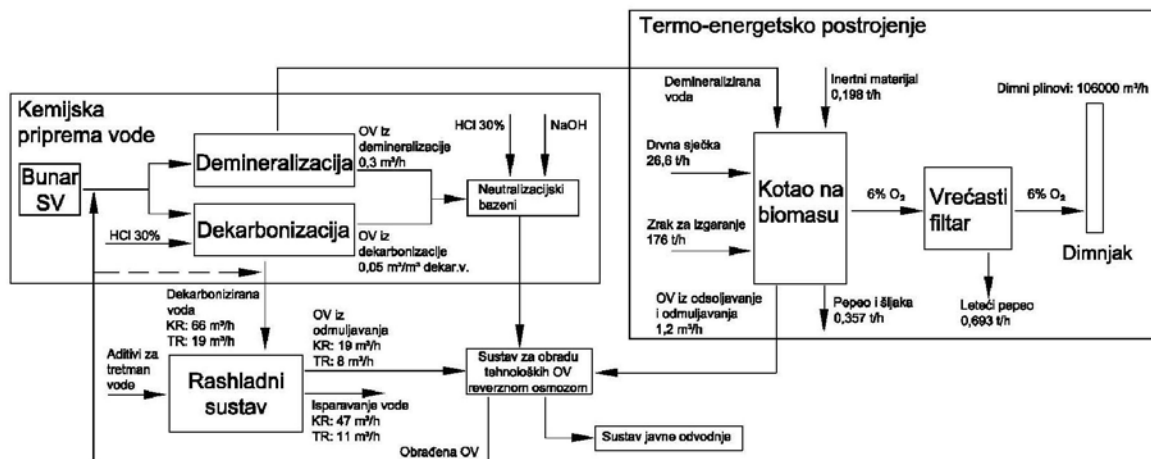 Termo-energetsko postrojenje
Kemijska
priprema vode
Bunar
SV
HCl 30%
Demineralizacija
Dekarbonizacija
OV iz
demineralizacije
0,3 m³/h
OV iz
dekarbonizacije
0,05 m³/m³ dekar.v.
HCl 30%
NaOH
Neutralizacijski
bazeni
Demineralizirana
voda
Inertni materijal
0,198 t/h
Drvna sječka
26,6 t/h
Zrak za izgaranje
176 t/h
Kotao na
biomasu
6% O₂
Vrećasti
filtar
6% O₂
Dimni plinovi: 106000 m³/h
Dimnjak
OV iz odsoljavanja
i odmuljavanja
1,2 m³/h
Pepeo i šljaka
0,357 t/h
Leteći pepeo
0,693 t/h
Dekarbonizirana
voda
KR: 66 m³/h
TR: 19 m³/h
Aditivi za
tretman
vode
Rashladni
sustav
OV iz
odmuljavanja
KR: 19 m³/h
TR: 8 m³/h
Isparavanje vode
KR: 47 m³/h
TR: 11 m³/h
Sustav za obradu
tehnoloških OV
reverznom osmozom
Obrađena OV
Sustav javne odvodnje